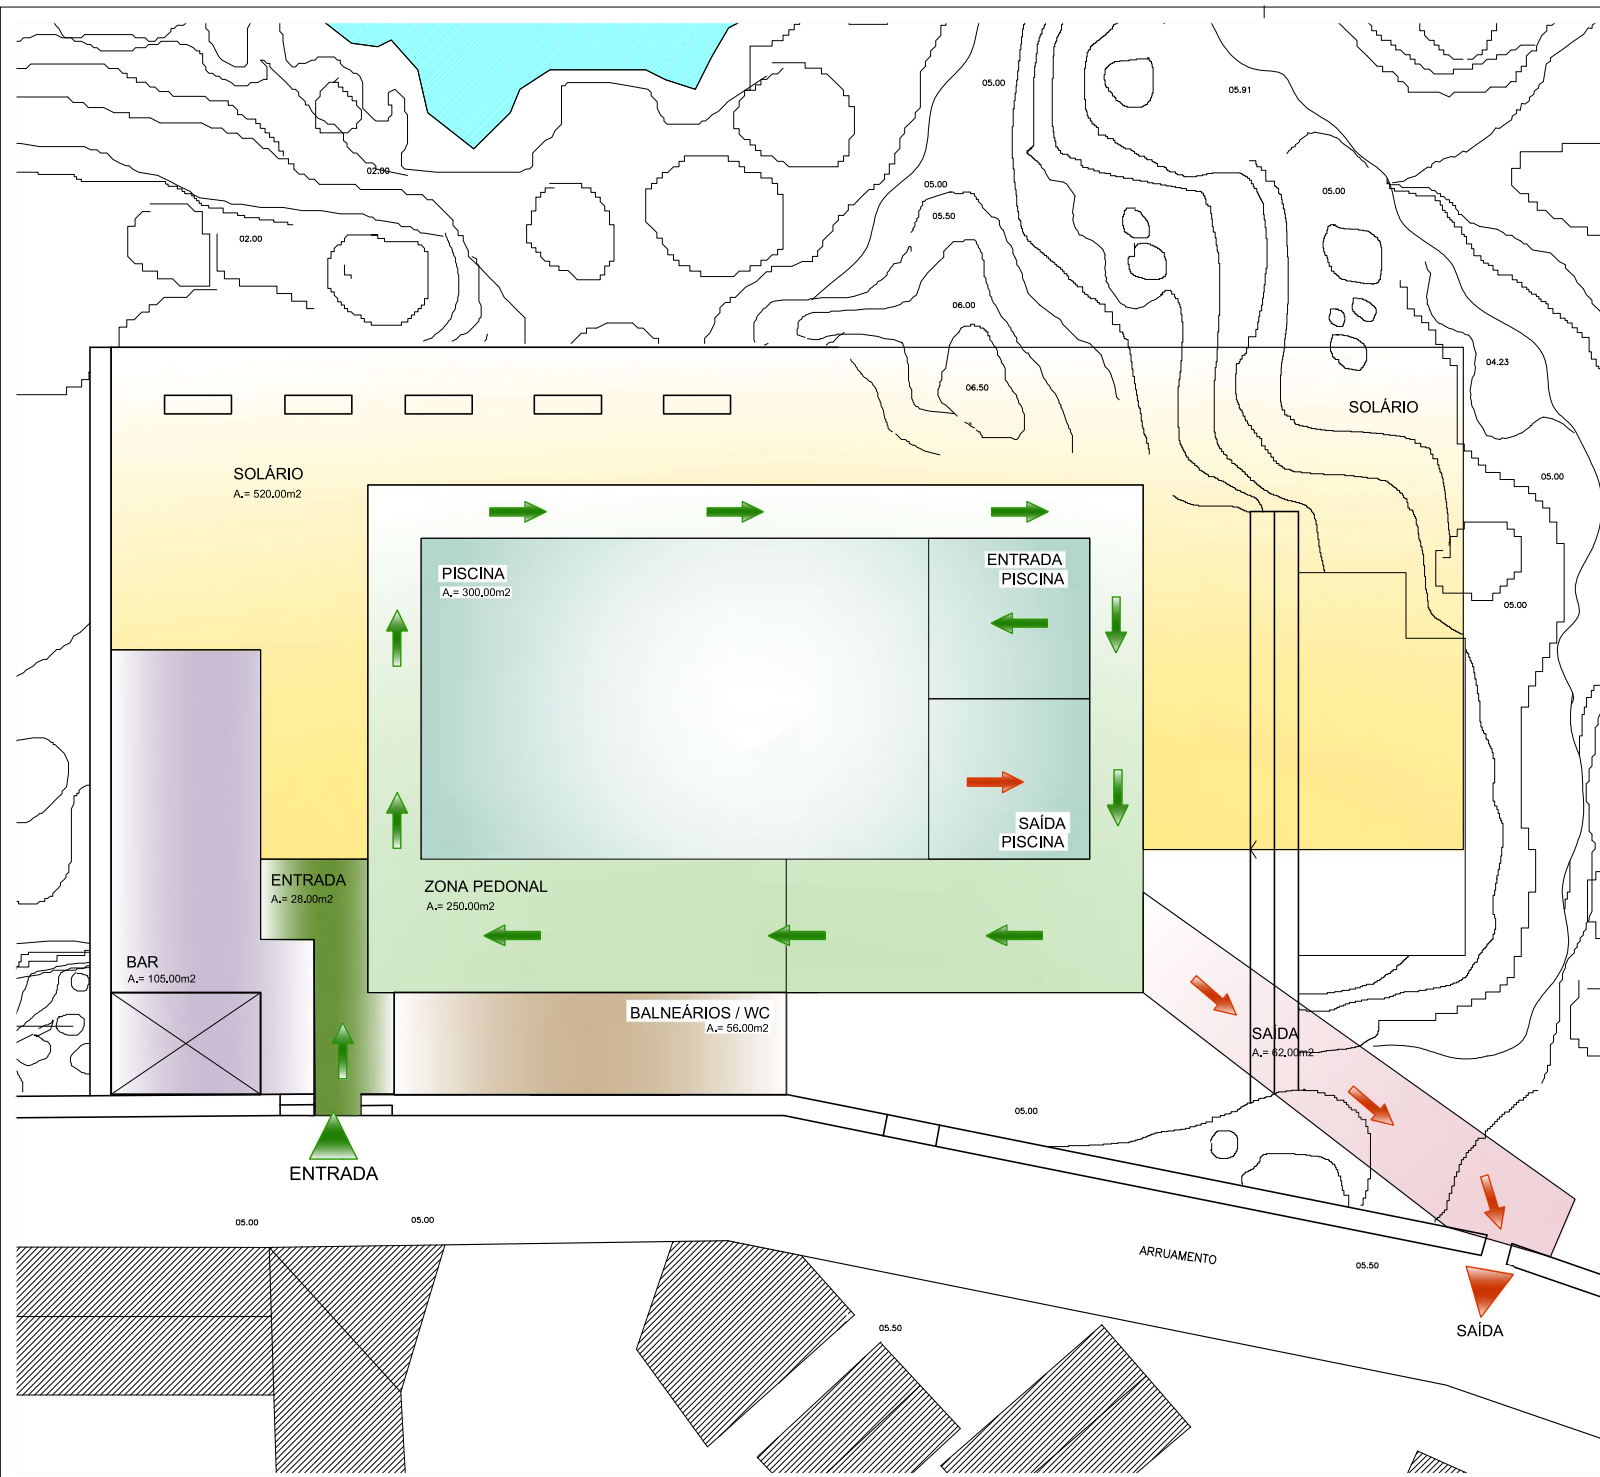 05.00
05.91
02.00
05.00
05.00
05.50
02.00
06.00
04.23
06.50
SOLÁRIO
SOLÁRIO
A.= 520.00m2
05.00
ENTRADA
PISCINA
PISCINA
A.= 300.00m2
05.00
SAÍDA
PISCINA
ENTRADA
A.= 28.00m2
ZONA PEDONAL
A.= 250.00m2
BAR
A.= 105.00m2
BALNEÁRIOS / WC
A.= 56.00m2
SAÍDA
A.= 62.00m2
05.00
ENTRADA
05.00
05.00
ARRUAMENTO
05.50
05.50
SAÍDA